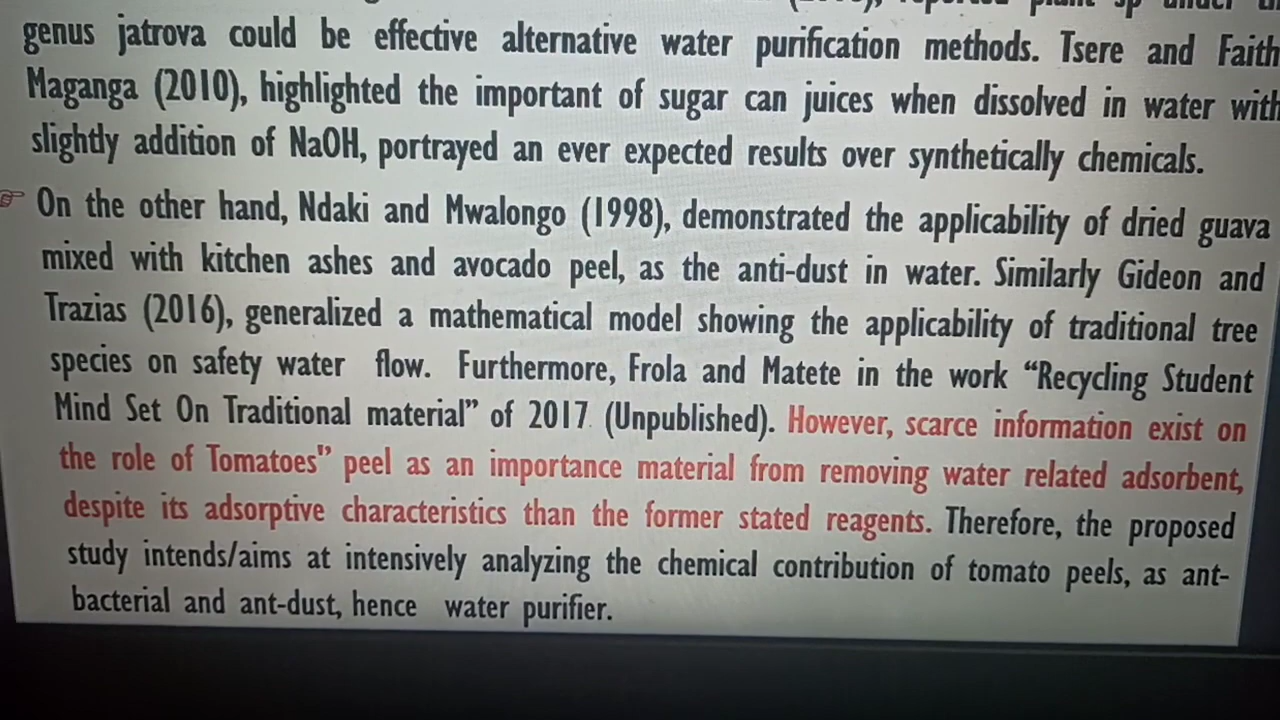 genus jatrova could be effective alternative water purification methods. Tsere and Faith
Maganga (2010), highlighted the important of sugar can juices when dissolved in water with
slightly addition of NaOH, portrayed an ever expected results over synthetically chemicals.
On the other hand, Ndaki and Mwalongo (1998), demonstrated the applicability of dried guava
mixed with kitchen ashes and avocado peel, as the anti-dust in water. Similarly Gideon and
Trazias (2016), generalized a mathematical model showing the applicability of traditional tree
species on safety water flow. Furthermore, Frola and Matete in the work “Recycling Student
Mind Set On Traditional material” of 2017 (Unpublished). However, scarce information exist on
the role of Tomatoes" peel as an importance material from removing water related adsorbent,
despite its adsorptive characteristics than the former stated reagents. Therefore, the proposed
study intends/aims at intensively analyzing the chemical contribution of tomato peels, as ant-
bacterial and ant-dust, hence water purifier.